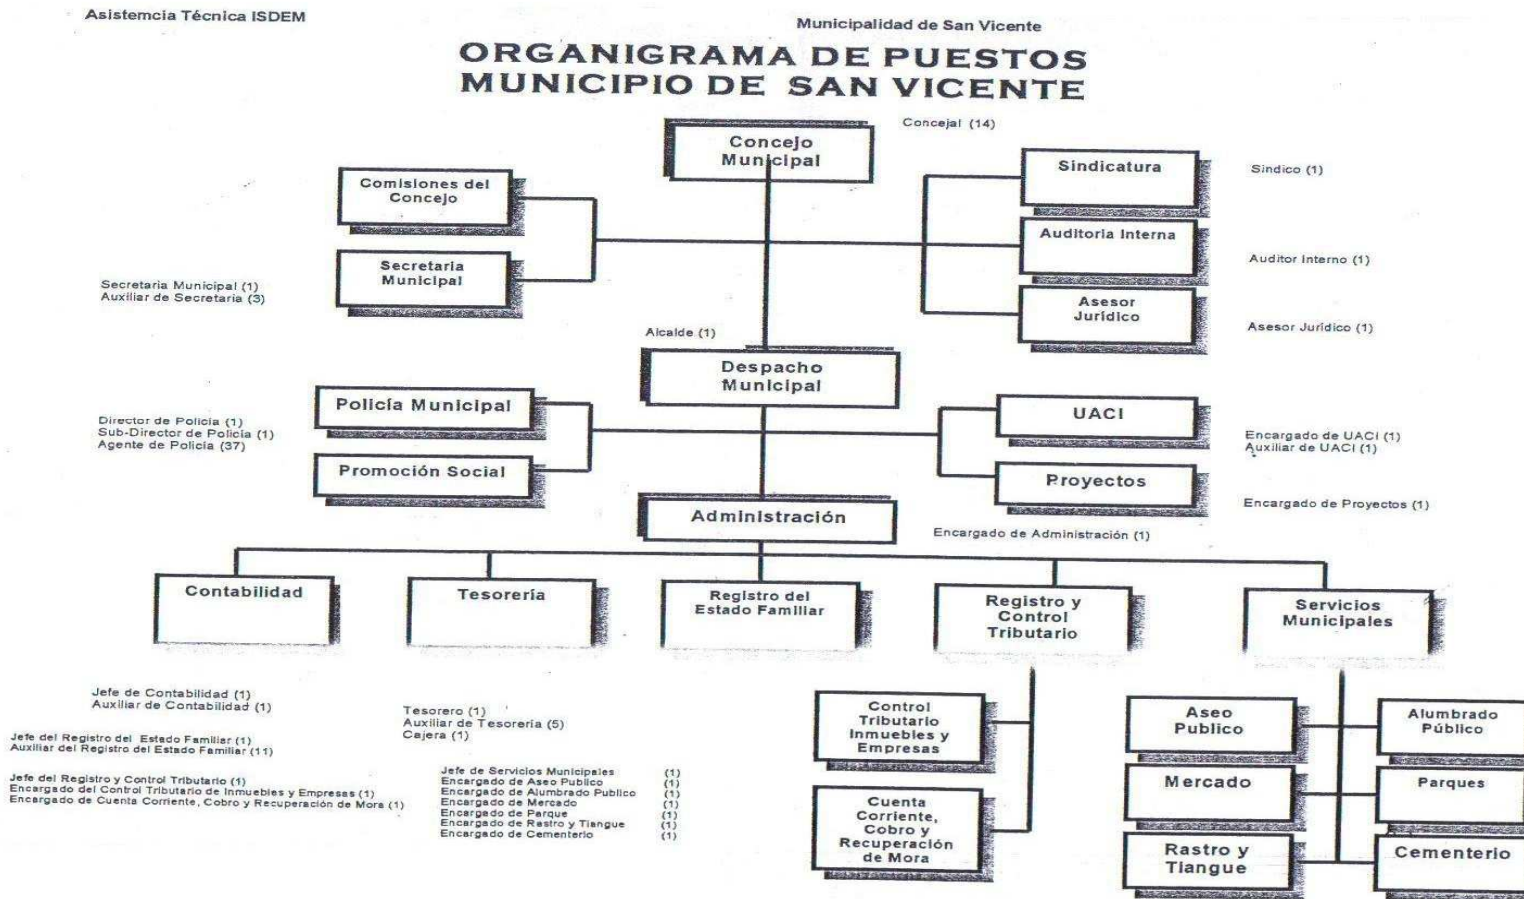 Asistemcia Técnica ISDEM
Municipalidad de San Vicente
ORGANIGRAMA DE PUESTOS
MUNICIPIO DE SAN VICENTE
Concejal (14)
Concejo
Municipal
Comisiones del
Concejo
Sindicatura
Sindico (1)
Secretaria
Municipal
Secretaria Municipal (1)
Auxiliar de Secretaria (3)
Auditoria Interna
Auditor Interno (1)
Asesor
Jurídico
Asesor Jurídico (1)
Alcalde (1)
Despacho
Municipal
Policía Municipal
Director de Policia (1)
Sub-Director de Policia (1)
Agente de Policia (37)
Promoción Social
UACI
Encargado de UACI (1)
Auxiliar de UACI (1)
Proyectos
Encargado de Proyectos (1)
Administración
Encargado de Administración (1)
Contabilidad
Tesorería
Registro del
Estado Familiar
Registro y
Control
Tributario
Servicios
Municipales
Jefe de Contabilidad (1)
Auxiliar de Contabilidad (1)
Jefe del Registro del Estado Familiar (1)
Auxiliar del Registro del Estado Familiar (11)
Jefe del Registro y Control Tributario (1)
Encargado del Control Tributario de Inmuebles y Empresas (1)
Encargado de Cuenta Corriente, Cobro y Recuperación de Mora (1)
Tesorero (1)
Auxiliar de Tesoreria (5)
Cajera (1)
Jefe de Servicios Municipales (1)
Encargado de Aseo Publico (1)
Encargado de Alumbrado Publico (1)
Encargado de Mercado (1)
Encargado de Parque (1)
Encargado de Rastro y Tiangue (1)
Encargado de Cementerio (1)
Control
Tributario
Inmuebles y
Empresas
Cuenta
Corriente,
Cobro y
Recuperación
de Mora
Aseo
Publico
Alumbrado
Público
Mercado
Parques
Rastro y
Tiangue
Cementerio